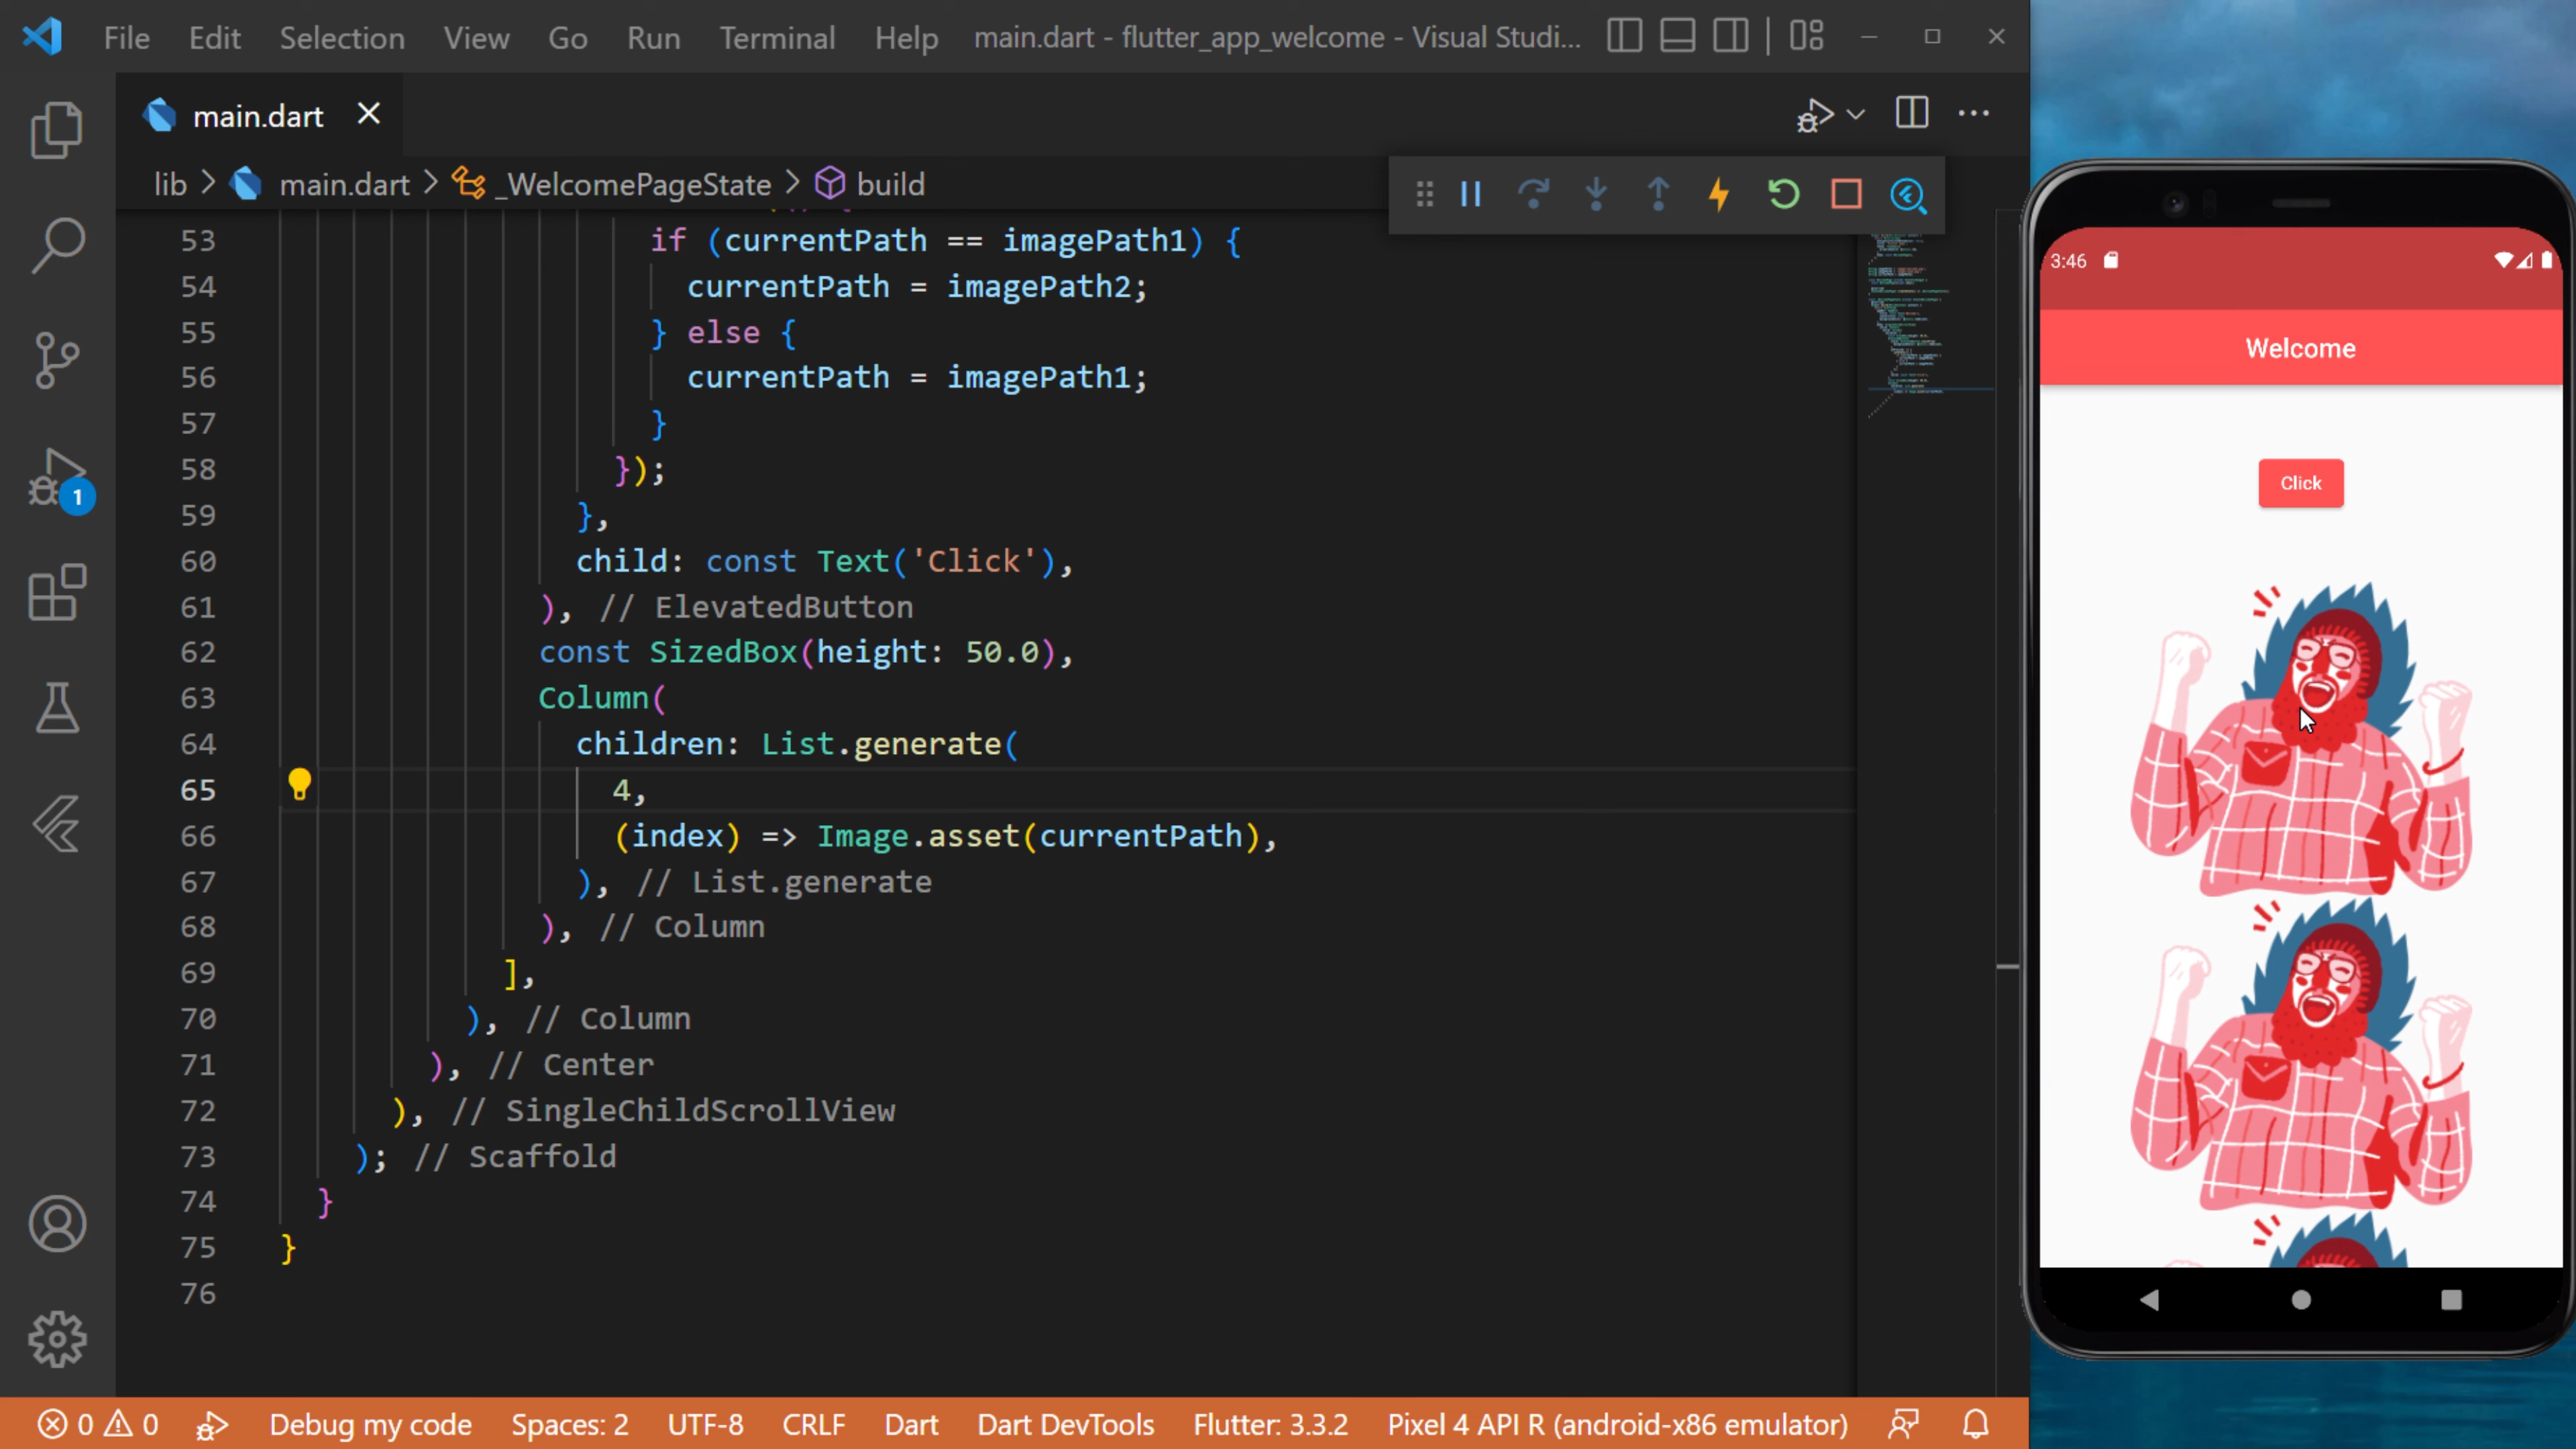 File Edit Selection View Go Run Terminal Help main.dart - flutter_app_welcome - Visual Studi...
main.dart
lib > main.dart > _WelcomePageState > build
53 if (currentPath == imagePath1) {
54 currentPath = imagePath2;
55 } else {
56 currentPath = imagePath1;
57 }
58 });
59 },
60 child: const Text('Click'),
61 ), // ElevatedButton
62 const SizedBox(height: 50.0),
63 Column(
64 children: List.generate(
65 4,
66 (index) => Image.asset(currentPath),
67 ), // List.generate
68 ), // Column
69 ],
70 ), // Column
71 ), // Center
72 ), // SingleChildScrollView
73 ); // Scaffold
74 }
75 }
76
1
0 0 Debug my code Spaces: 2 UTF-8 CRLF Dart Dart DevTools Flutter: 3.3.2 Pixel 4 API R (android-x86 emulator)
3:46
Welcome
Click